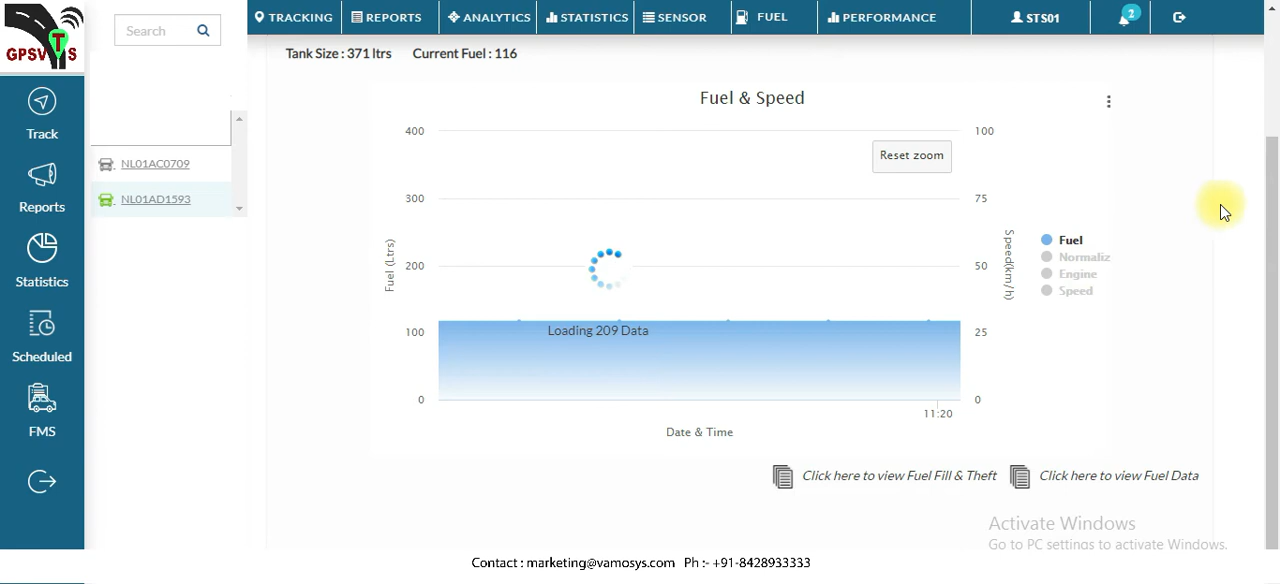 GPSVTS
Search
TRACKING
REPORTS
ANALYTICS
STATISTICS
SENSOR
FUEL
PERFORMANCE
STS01
2
Track
Reports
Statistics
Scheduled
FMS
NL01AC0709
NL01AD1593
Tank Size : 371 ltrs Current Fuel : 116
Fuel & Speed
Reset zoom
400
300
200
100
0
Fuel (Ltrs)
100
75
50
25
0
Speed(km/h)
Loading 209 Data
11:20
Date & Time
Fuel
Normaliz
Engine
Speed
Click here to view Fuel Fill & Theft
Click here to view Fuel Data
Activate Windows
Go to PC settings to activate Windows.
Contact : marketing@vamosys.com Ph :- +91-8428933333